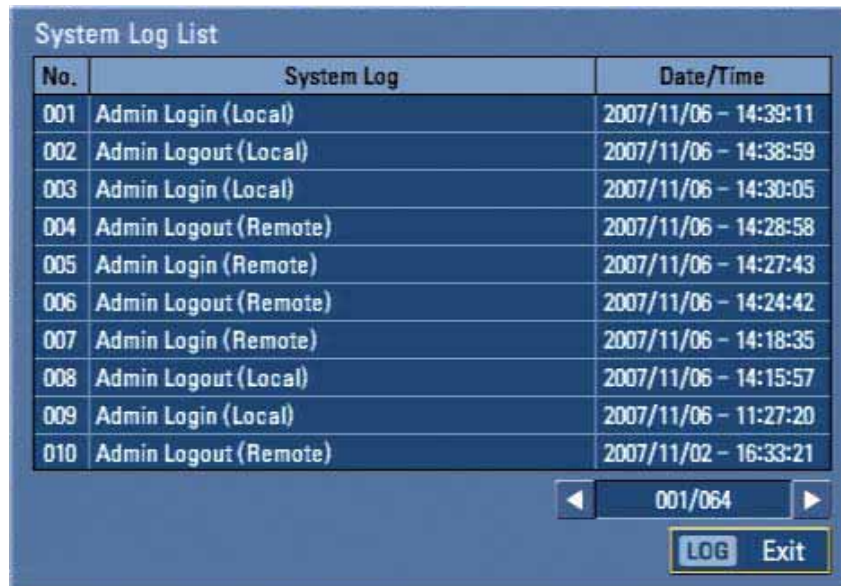 System Log List
No. System Log Date/Time
001 Admin Login (Local) 2007/11/06 - 14:39:11
002 Admin Logout (Local) 2007/11/06 - 14:38:59
003 Admin Login (Local) 2007/11/06 - 14:30:05
004 Admin Logout (Remote) 2007/11/06 - 14:28:58
005 Admin Login (Remote) 2007/11/06 - 14:27:43
006 Admin Logout (Remote) 2007/11/06 - 14:24:42
007 Admin Login (Remote) 2007/11/06 - 14:18:35
008 Admin Logout (Local) 2007/11/06 - 14:15:57
009 Admin Login (Local) 2007/11/06 - 11:27:20
010 Admin Logout (Remote) 2007/11/02 - 16:33:21
001/064
LOG Exit